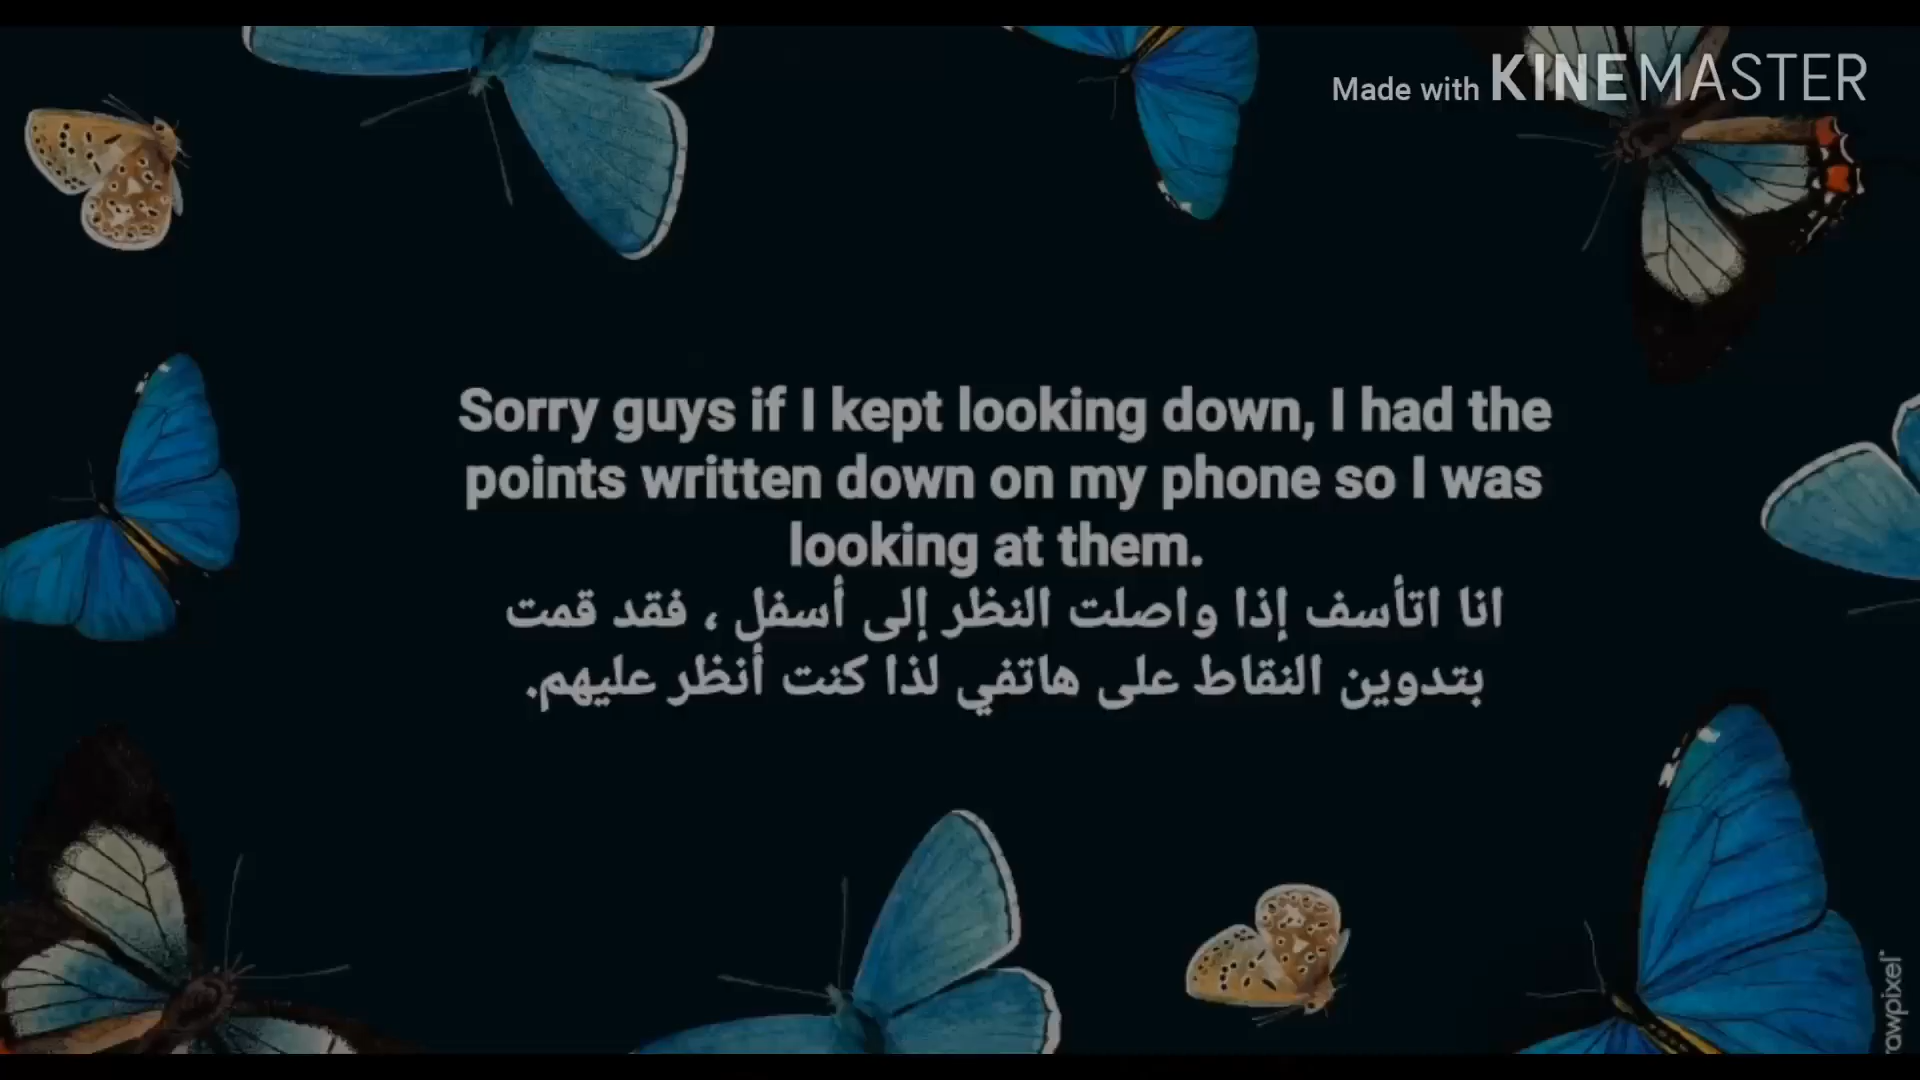 Made with KINEMASTER
Sorry guys if I kept looking down, I had the
points written down on my phone so I was
looking at them.
انا اتأسف إذا واصلت النظر إلى أسفل ، فقد قمت
بتدوين النقاط على هاتفي لذا كنت أنظر عليهم.
rawpixel